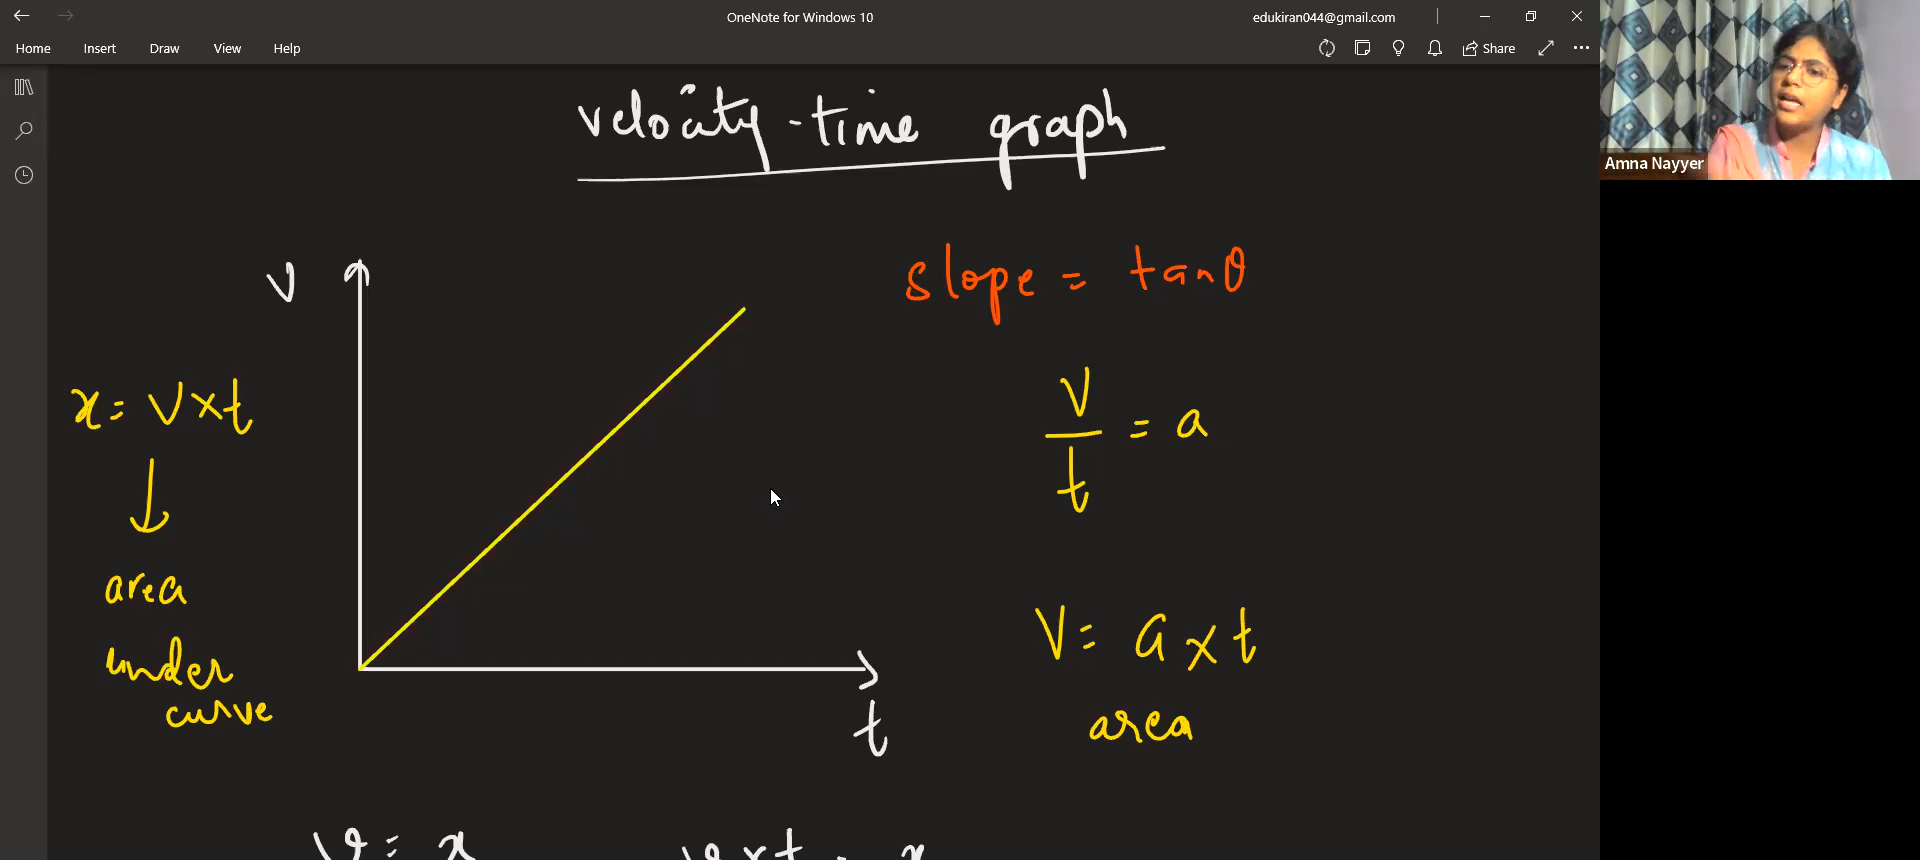 OneNote for Windows 10
edukiran044@gmail.com
Home Insert Draw View Help
Share
Amna Nayyer
velocity-time graph
V
slope = tanθ
x = V×t
V
t
= a
area
under
curve
V = a × t
area
t
v = x
v×t = x